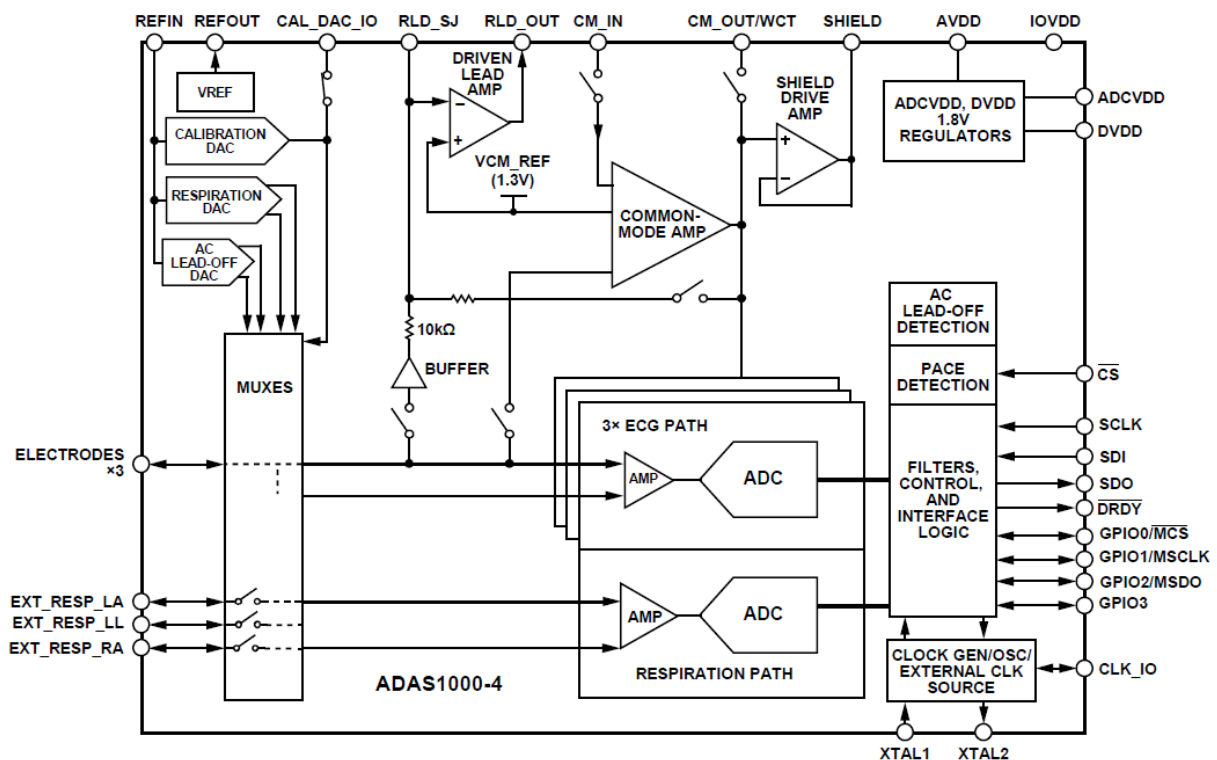 REFIN REFOUT CAL_DAC_IO RLD_SJ RLD_OUT CM_IN CM_OUT/WCT SHIELD AVDD IOVDD
VREF
DRIVEN
LEAD
AMP
−
+
SHIELD
DRIVE
AMP
+
−
ADCVDD, DVDD
1.8V
REGULATORS
ADCVDD
DVDD
CALIBRATION
DAC
VCM_REF
(1.3V)
RESPIRATION
DAC
COMMON-
MODE AMP
AC
LEAD-OFF
DAC
10kΩ
BUFFER
MUXES
AC
LEAD-OFF
DETECTION
PACE
DETECTION
FILTERS,
CONTROL,
AND
INTERFACE
LOGIC
3× ECG PATH
AMP
ADC
ELECTRODES
×3
C̅S̅
SCLK
SDI
SDO
D̅R̅D̅Y̅
GPIO0/M̅C̅S̅
GPIO1/MSCLK
GPIO2/MSDO
GPIO3
EXT_RESP_LA
EXT_RESP_LL
EXT_RESP_RA
AMP
ADC
RESPIRATION PATH
ADAS1000-4
CLOCK GEN/OSC/
EXTERNAL CLK
SOURCE
CLK_IO
XTAL1 XTAL2